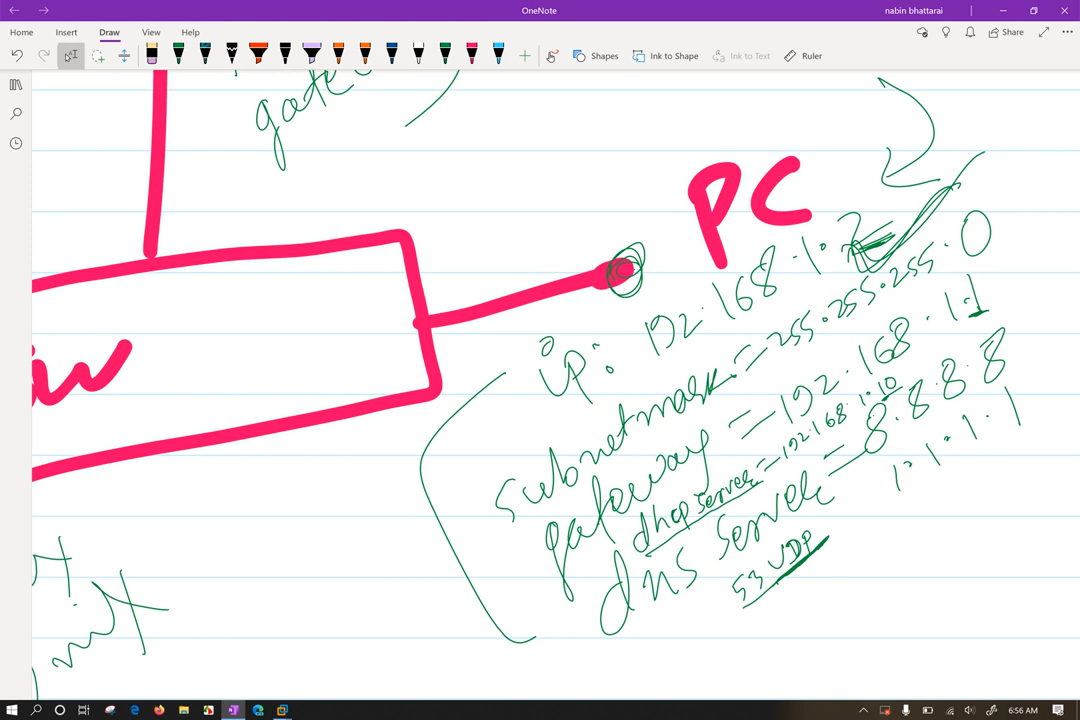 OneNote
nabin bhattarai
Home Insert Draw View Help
Share
Shapes Ink to Shape Ink to Text Ruler
PC
ip: 192.168.1.2
subnetmask = 255.255.255.0
gateway = 192.168.1.1
dhcp server = 192.168.1.10
dns server = 8.8.8.8
1.1.1.1
53 UDP
6:56 AM